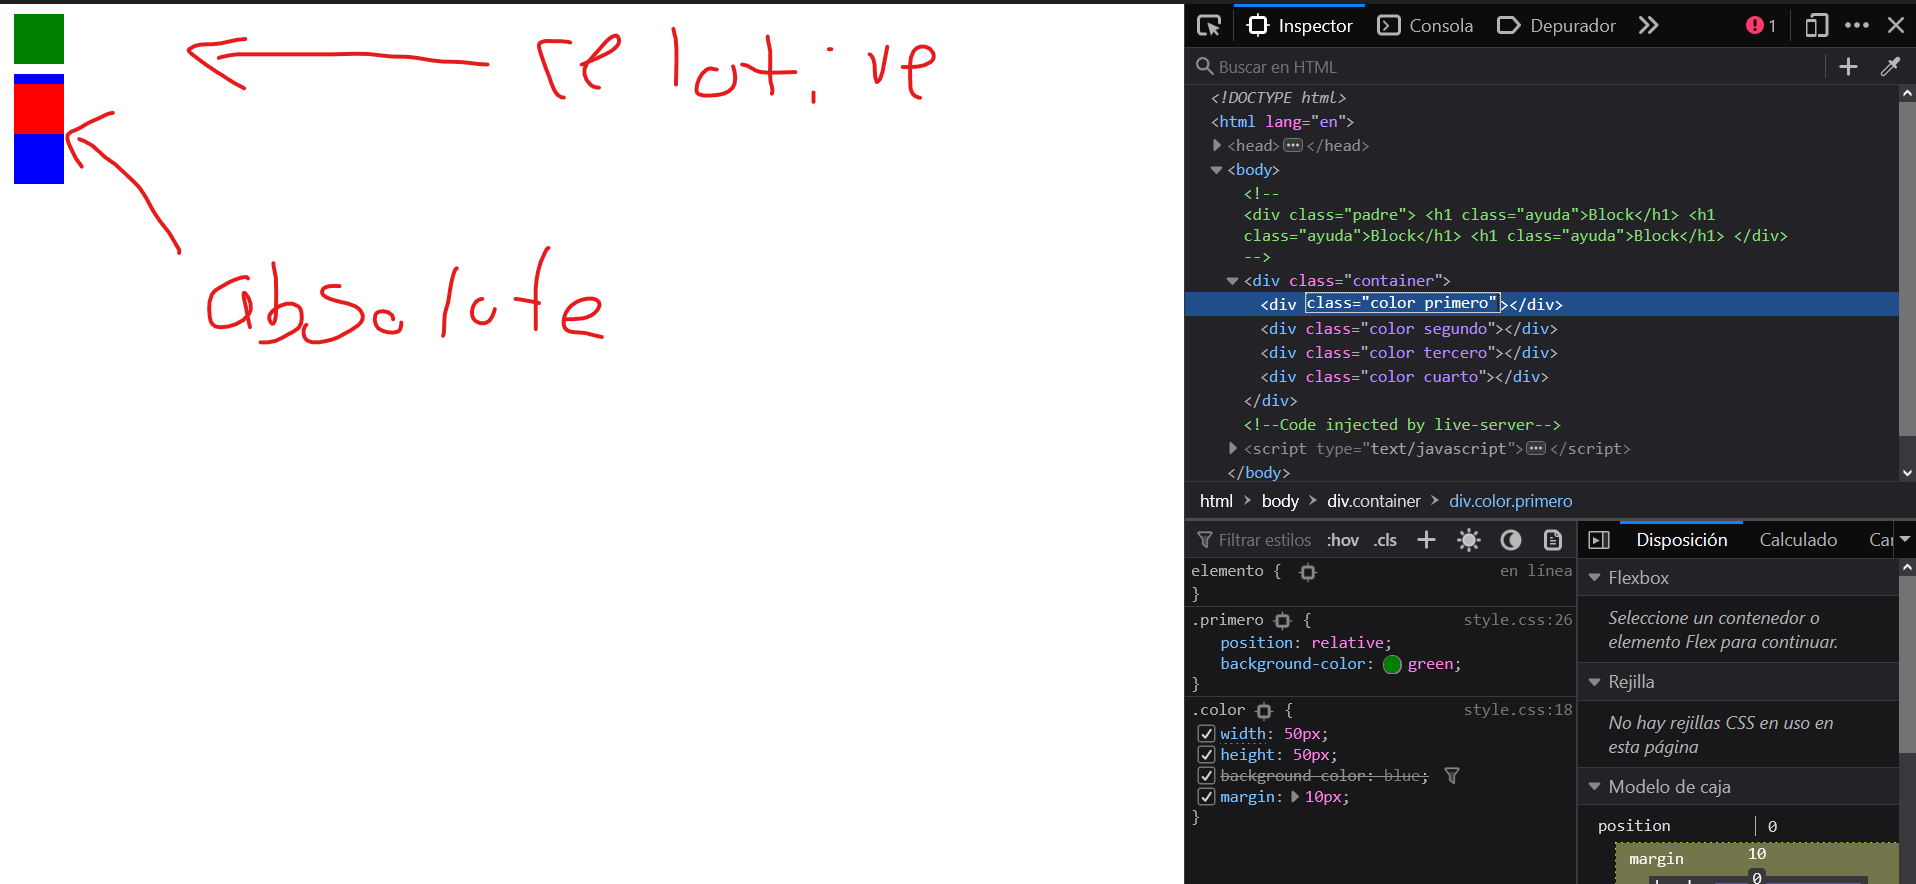 relative
absolute
Inspector
Consola
Depurador
1
Buscar en HTML
<!DOCTYPE html>
<html lang="en">
<head> ••• </head>
<body>
<!--
<div class="padre"> <h1 class="ayuda">Block</h1> <h1
class="ayuda">Block</h1> <h1 class="ayuda">Block</h1> </div>
-->
<div class="container">
<div class="color primero"></div>
<div class="color segundo"></div>
<div class="color tercero"></div>
<div class="color cuarto"></div>
</div>
<!--Code injected by live-server-->
<script type="text/javascript"> ••• </script>
</body>
html > body > div.container > div.color.primero
Filtrar estilos :hov .cls +
elemento { en línea
}
.primero { style.css:26
position: relative;
background-color: green;
}
.color { style.css:18
width: 50px;
height: 50px;
background-color: blue;
margin: 10px;
}
Disposición Calculado
Flexbox
Seleccione un contenedor o
elemento Flex para continuar.
Rejilla
No hay rejillas CSS en uso en
esta página
Modelo de caja
position 0
margin 10
0